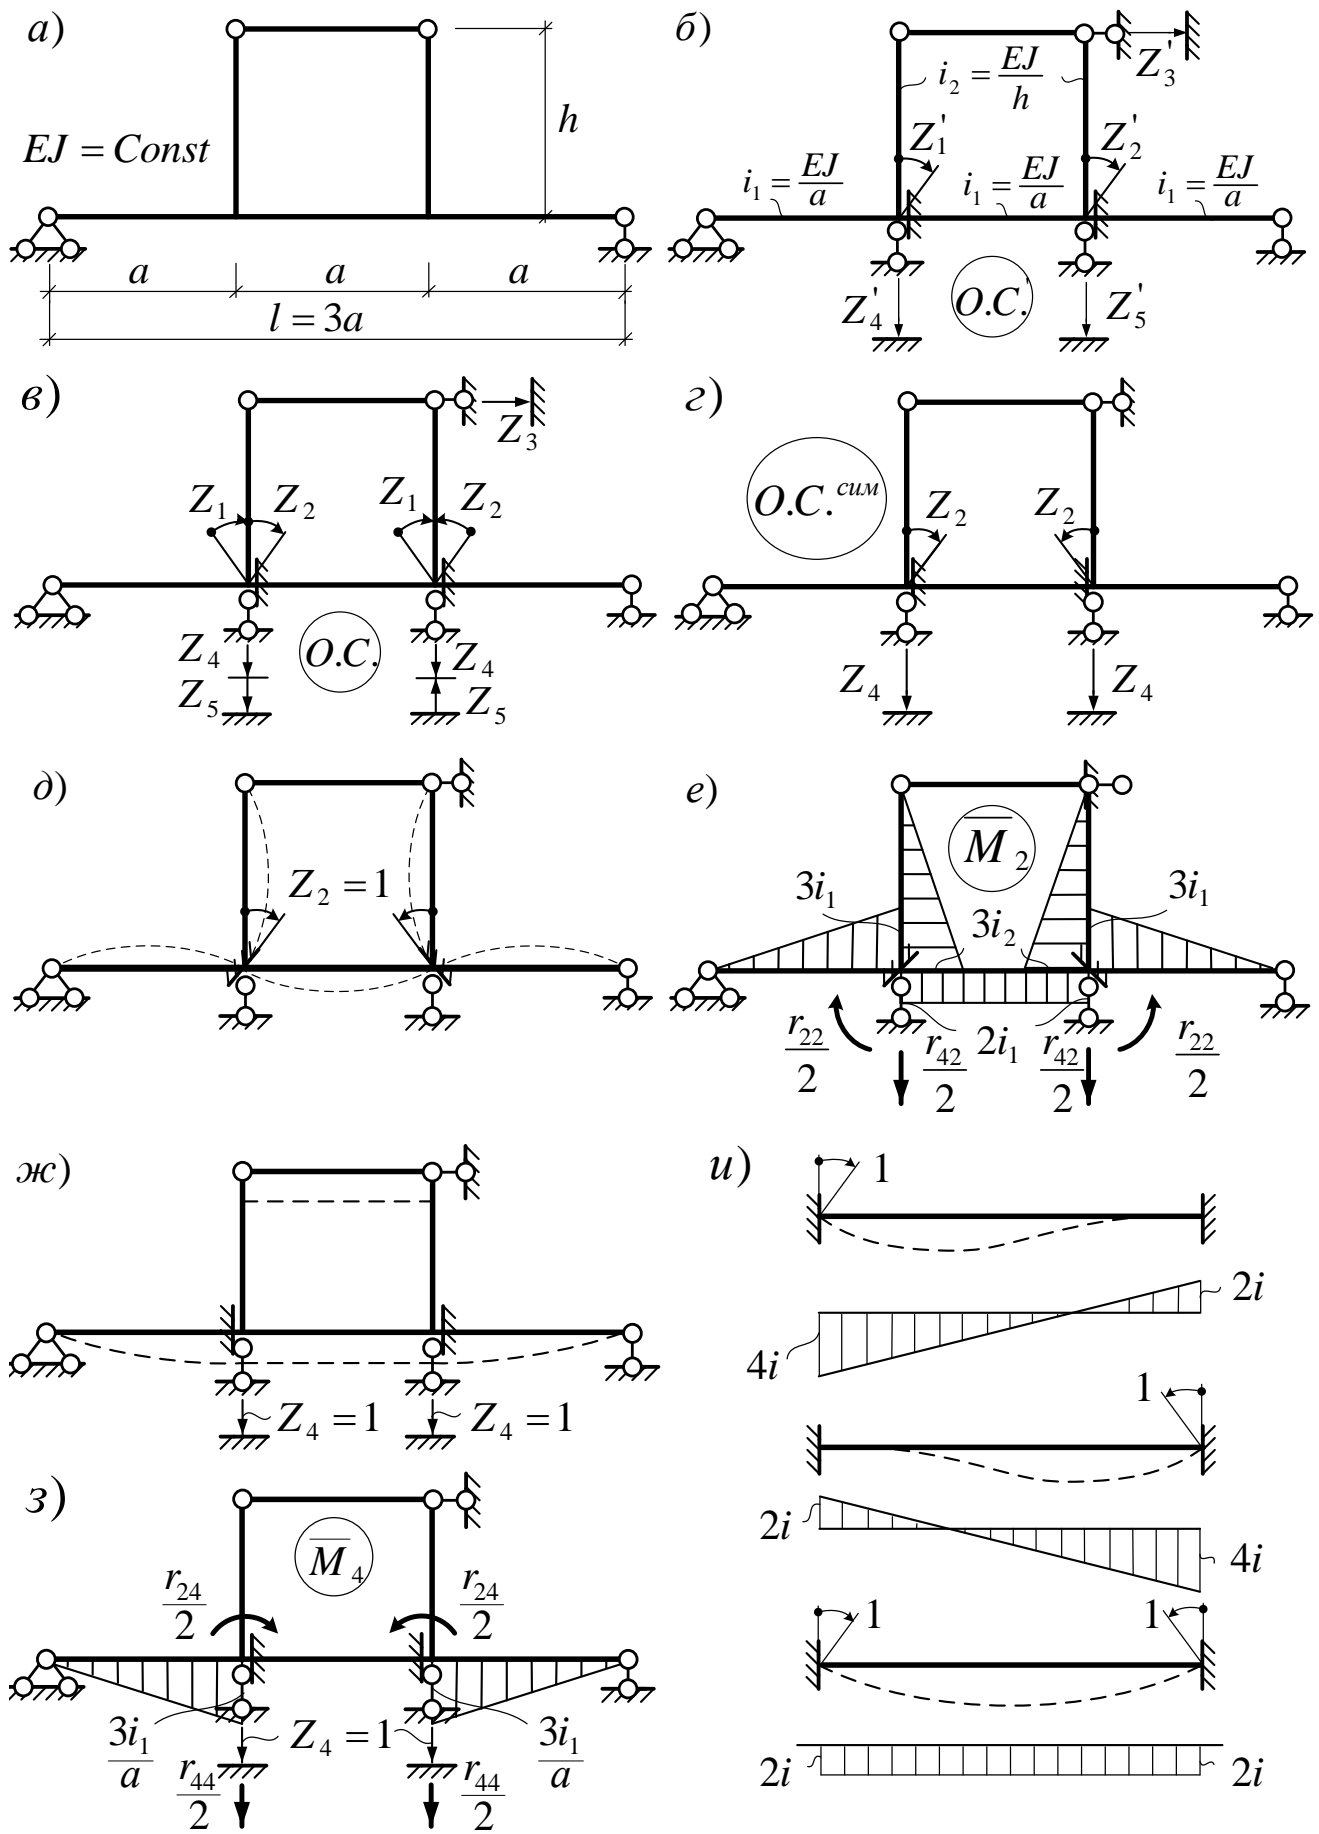 а)
EJ = Const
h
a
a
a
l = 3a
б)
i₂ = EJ/h
Z₃'
Z₁'
Z₂'
i₁ = EJ/a
i₁ = EJ/a
i₁ = EJ/a
Z₄'
О.С.'
Z₅'
в)
Z₃
Z₁
Z₂
Z₁
Z₂
Z₄
О.С.
Z₄
Z₅
Z₅
г)
О.С.сим
Z₂
Z₂
Z₄
Z₄
д)
Z₂ = 1
е)
M̅₂
3i₁
3i₂
3i₁
r₂₂/2
r₄₂/2
2i₁
r₄₂/2
r₂₂/2
ж)
Z₄ = 1
Z₄ = 1
з)
M̅₄
r₂₄/2
r₂₄/2
3i₁/a
Z₄ = 1
3i₁/a
r₄₄/2
r₄₄/2
и)
1
2i
4i
1
2i
4i
1
1
2i
2i